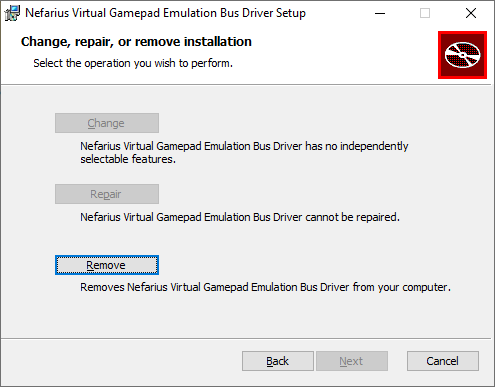 Nefarius Virtual Gamepad Emulation Bus Driver Setup
Change, repair, or remove installation
Select the operation you wish to perform.
Change
Nefarius Virtual Gamepad Emulation Bus Driver has no independently
selectable features.
Repair
Nefarius Virtual Gamepad Emulation Bus Driver cannot be repaired.
Remove
Removes Nefarius Virtual Gamepad Emulation Bus Driver from your computer.
Back Next Cancel